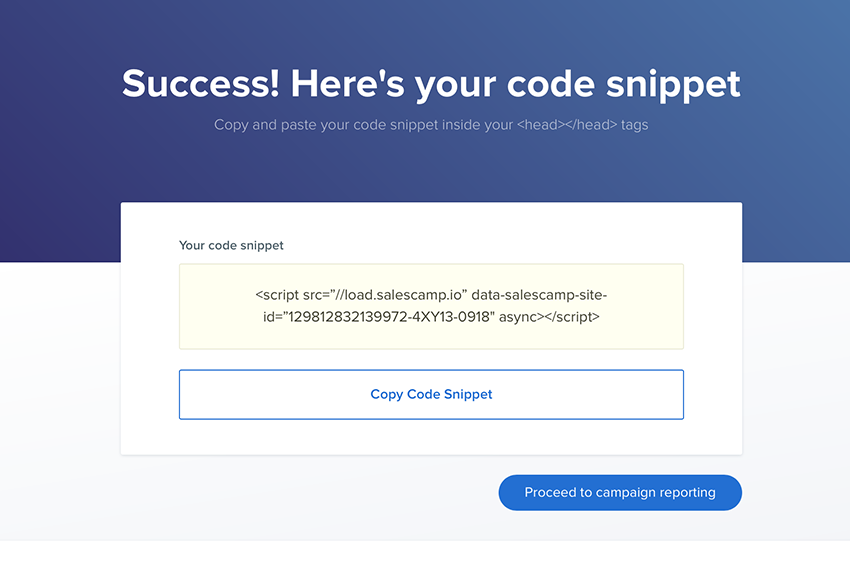 Success! Here's your code snippet
Copy and paste your code snippet inside your <head></head> tags
Your code snippet
<script src=”//load.salescamp.io” data-salescamp-site-
id=”129812832139972-4XY13-0918" async></script>
Copy Code Snippet
Proceed to campaign reporting